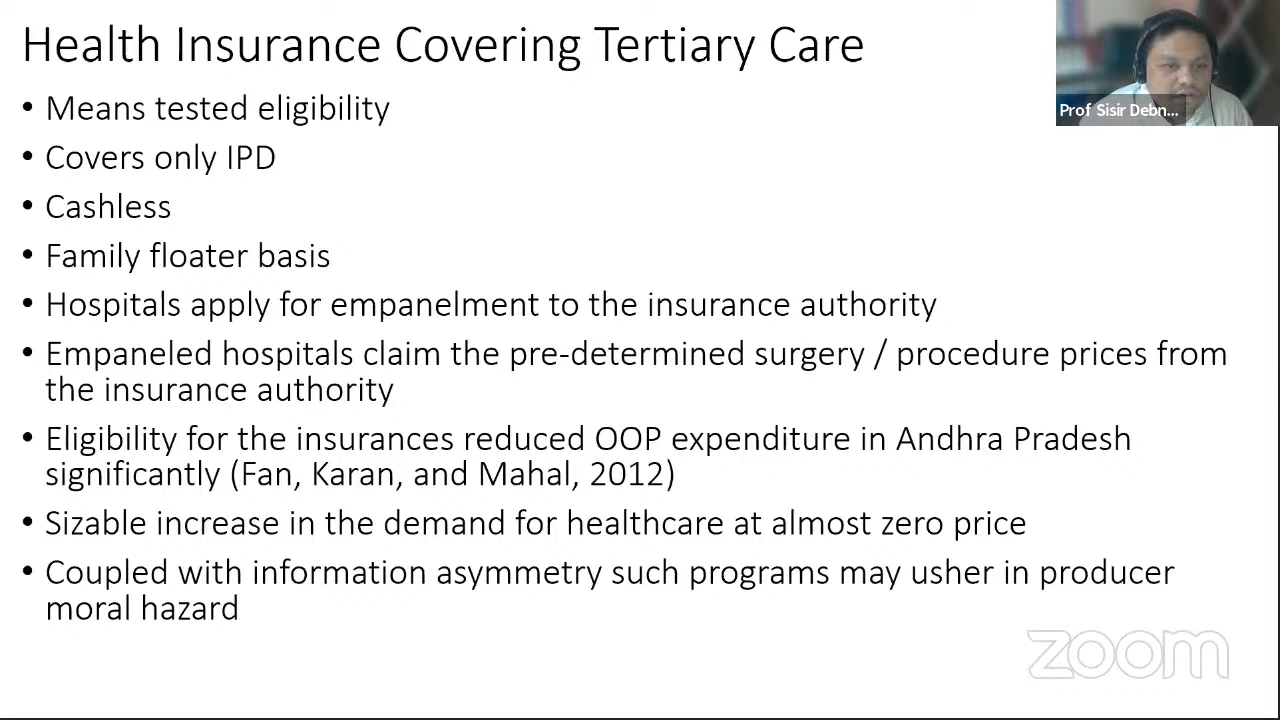 Health Insurance Covering Tertiary Care
Prof Sisir Debn...
• Means tested eligibility
• Covers only IPD
• Cashless
• Family floater basis
• Hospitals apply for empanelment to the insurance authority
• Empaneled hospitals claim the pre-determined surgery / procedure prices from
the insurance authority
• Eligibility for the insurances reduced OOP expenditure in Andhra Pradesh
significantly (Fan, Karan, and Mahal, 2012)
• Sizable increase in the demand for healthcare at almost zero price
• Coupled with information asymmetry such programs may usher in producer
moral hazard
zoom